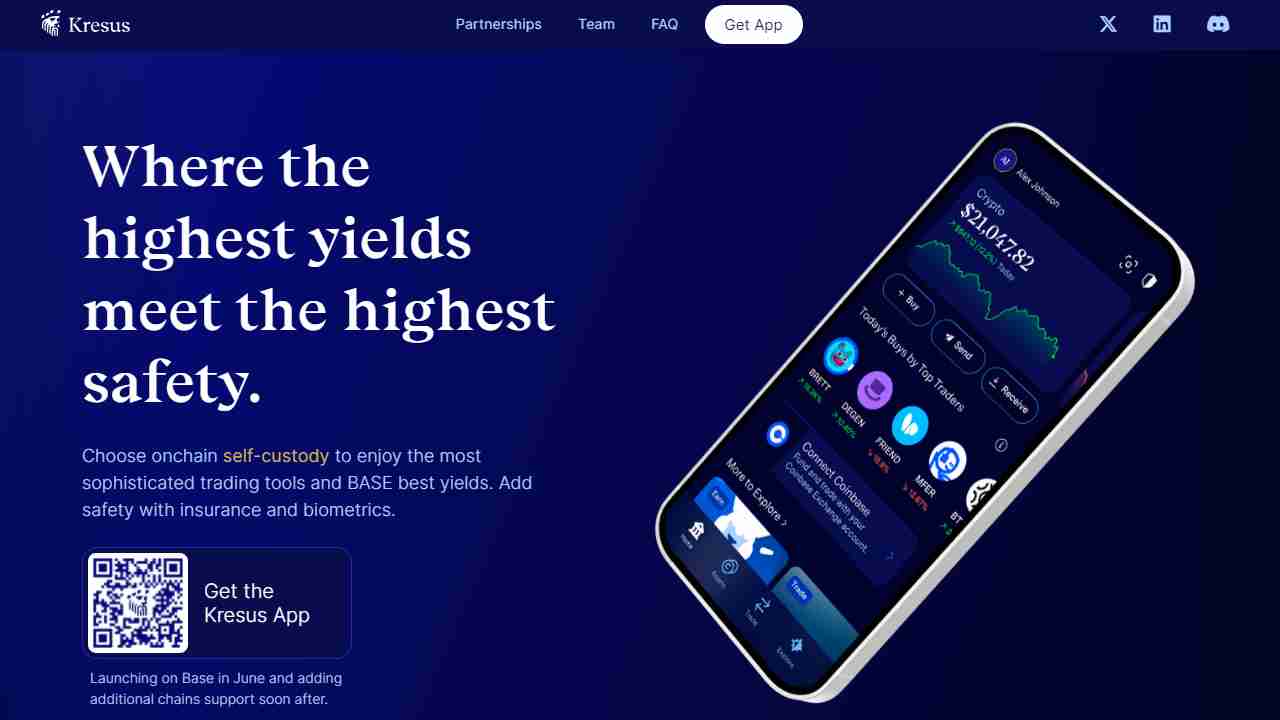 Kresus
Partnerships
Team
FAQ
Get App
Where the
highest yields
meet the highest
safety.
Choose onchain self-custody to enjoy the most
sophisticated trading tools and BASE best yields. Add
safety with insurance and biometrics.
Get the
Kresus App
Launching on Base in June and adding
additional chains support soon after.
AJ
Alex Johnson
Crypto
$21,047.82
Today
Buy
Send
Receive
Today's Buys by Top Traders
BRETT
DEGEN
FRIEND
MFER
BT
Connect Coinbase
Fund and trade with your
Coinbase Exchange account.
More to Explore >
Earn
Trade
Home
Assets
Trade
Explore